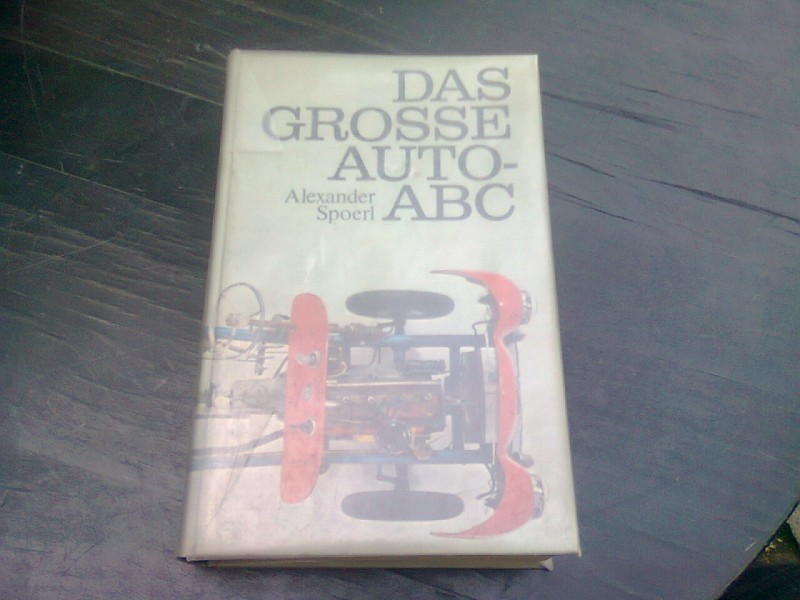 DAS
GROSSE
AUTO-
ABC
Alexander
Spoerl